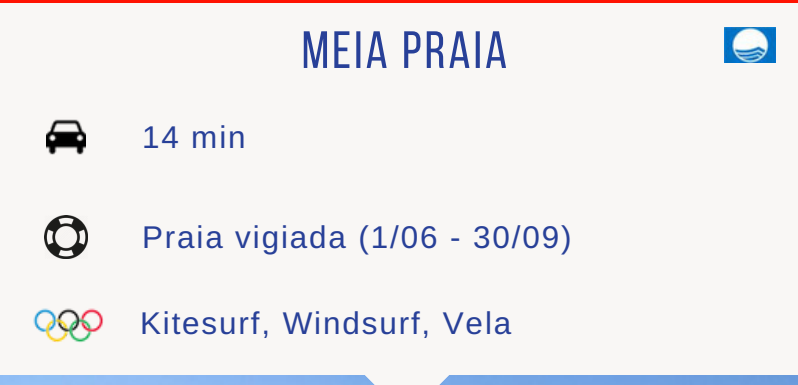 MEIA PRAIA
14 min
Praia vigiada (1/06 - 30/09)
Kitesurf, Windsurf, Vela